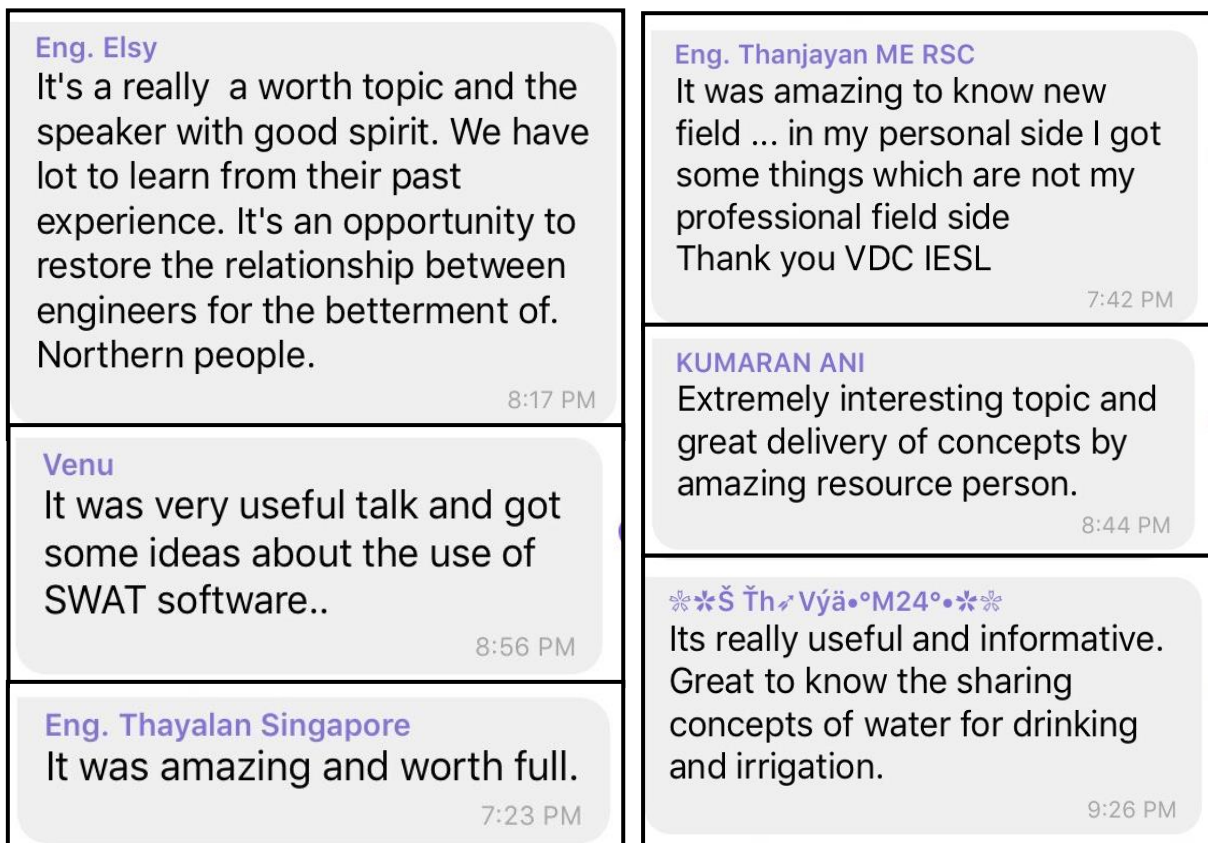 Eng. Elsy
It's a really  a worth topic and the
speaker with good spirit. We have
lot to learn from their past
experience. It's an opportunity to
restore the relationship between
engineers for the betterment of.
Northern people.
8:17 PM
Venu
It was very useful talk and got
some ideas about the use of
SWAT software..
8:56 PM
Eng. Thayalan Singapore
It was amazing and worth full.
7:23 PM
Eng. Thanjayan ME RSC
It was amazing to know new
field ... in my personal side I got
some things which are not my
professional field side
Thank you VDC IESL
7:42 PM
KUMARAN ANI
Extremely interesting topic and
great delivery of concepts by
amazing resource person.
8:44 PM
❊✲Š Ťh➶Výä•°M24°•✲❊
Its really useful and informative.
Great to know the sharing
concepts of water for drinking
and irrigation.
9:26 PM